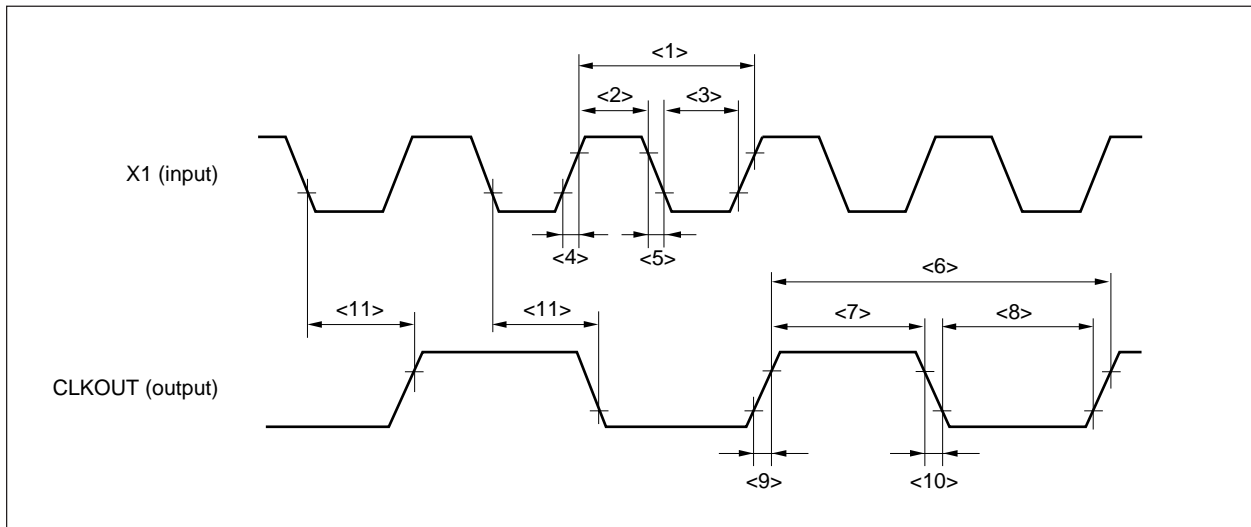 <1>
<2> <3>
X1 (input)
<4> <5>
<6>
<11> <11> <7> <8>
CLKOUT (output)
<9> <10>